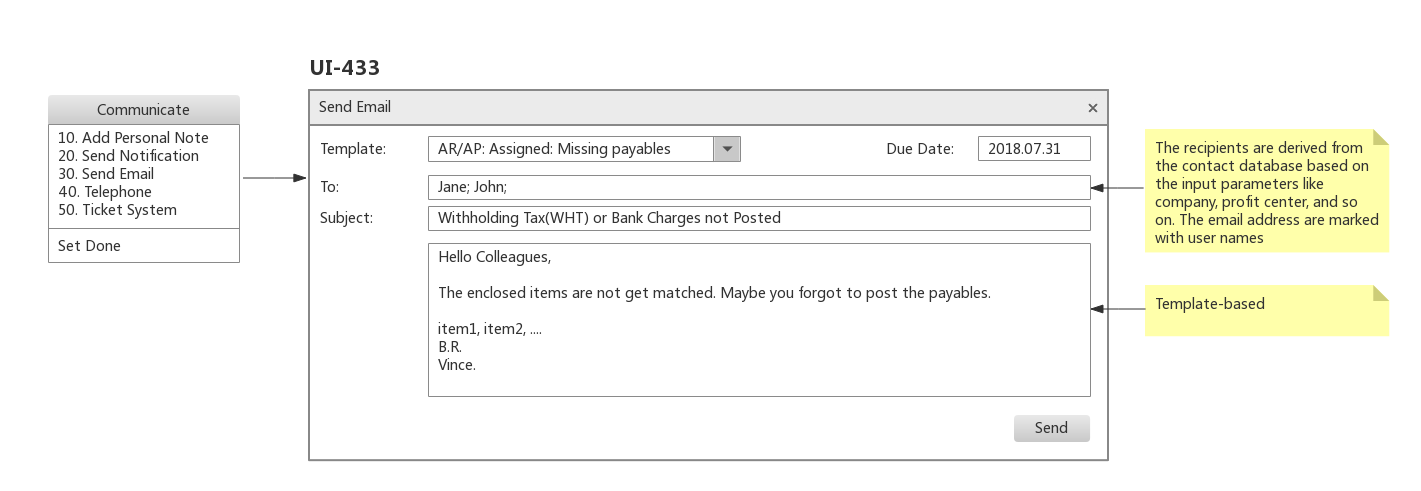 UI-433
Communicate
10. Add Personal Note
20. Send Notification
30. Send Email
40. Telephone
50. Ticket System
Set Done
Send Email ×
Template: AR/AP: Assigned: Missing payables Due Date: 2018.07.31
To: Jane; John;
Subject: Withholding Tax(WHT) or Bank Charges not Posted
Hello Colleagues,
The enclosed items are not get matched. Maybe you forgot to post the payables.
item1, item2, ....
B.R.
Vince.
Send
The recipients are derived from
the contact database based on
the input parameters like
company, profit center, and so
on. The email address are marked
with user names
Template-based